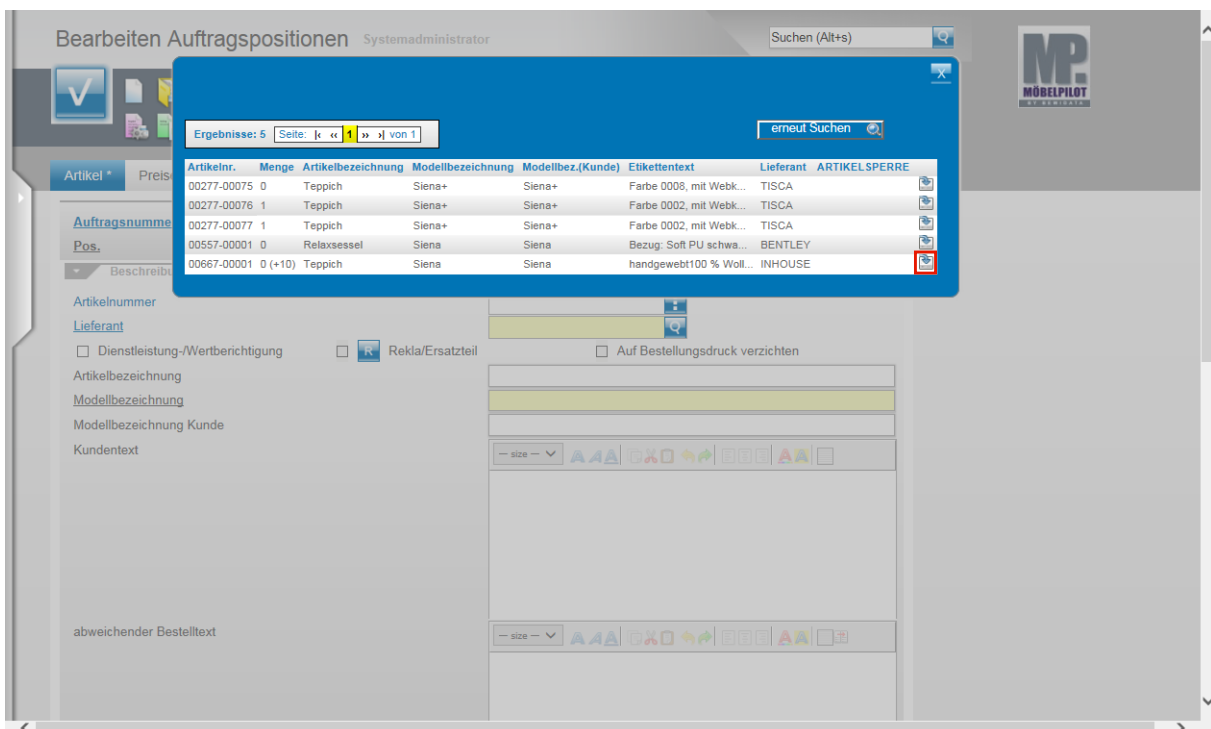 Bearbeiten Auftragspositionen Systemadministrator Suchen (Alt+s)
MP.
MÖBELPILOT
Ergebnisse: 5 Seite: |‹ ‹‹ 1 ›› ›| von 1 erneut Suchen
Artikel * Preis
Artikelnr. Menge Artikelbezeichnung Modellbezeichnung Modellbez.(Kunde) Etikettentext Lieferant ARTIKELSPERRE
00277-00075 0 Teppich Siena+ Siena+ Farbe 0008, mit Webk... TISCA
00277-00076 1 Teppich Siena+ Siena+ Farbe 0002, mit Webk... TISCA
00277-00077 1 Teppich Siena+ Siena+ Farbe 0002, mit Webk... TISCA
00557-00001 0 Relaxsessel Siena Siena Bezug: Soft PU schwa... BENTLEY
00667-00001 0 (+10) Teppich Siena Siena handgewebt100 % Woll... INHOUSE
Auftragsnumme
Pos.
Beschreibu
Artikelnummer
Lieferant
Dienstleistung-/Wertberichtigung R Rekla/Ersatzteil Auf Bestellungsdruck verzichten
Artikelbezeichnung
Modellbezeichnung
Modellbezeichnung Kunde
Kundentext
— size —
abweichender Bestelltext
— size —